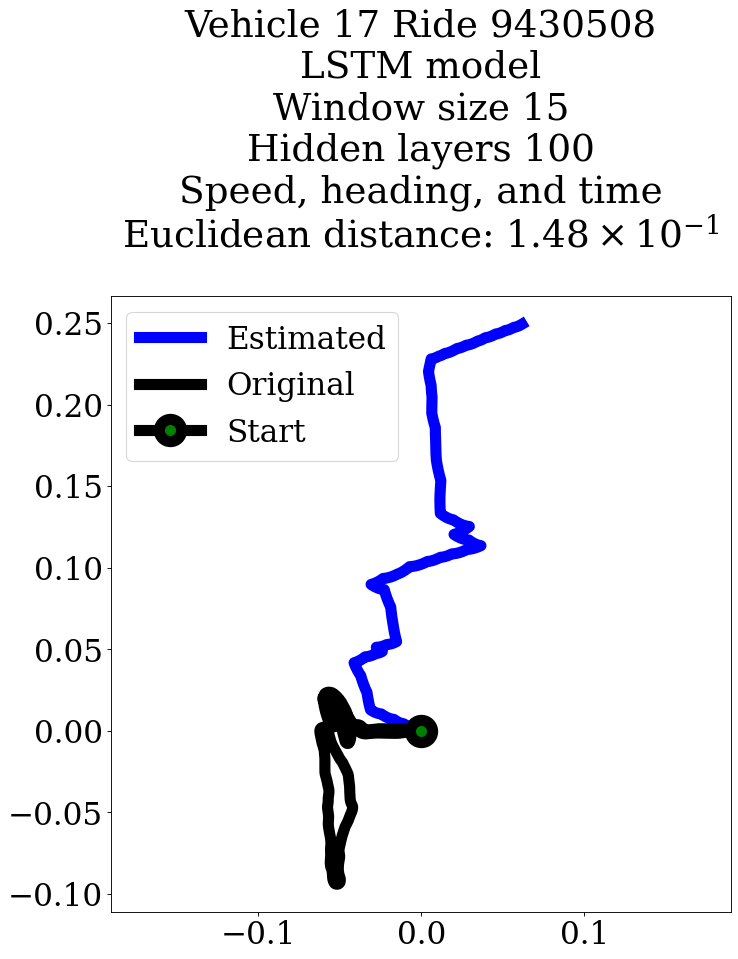 Vehicle 17 Ride 9430508
LSTM model
Window size 15
Hidden layers 100
Speed, heading, and time
Euclidean distance: 1.48 × 10⁻¹
Estimated
Original
Start
0.25
0.20
0.15
0.10
0.05
0.00
−0.05
−0.10
−0.1 0.0 0.1